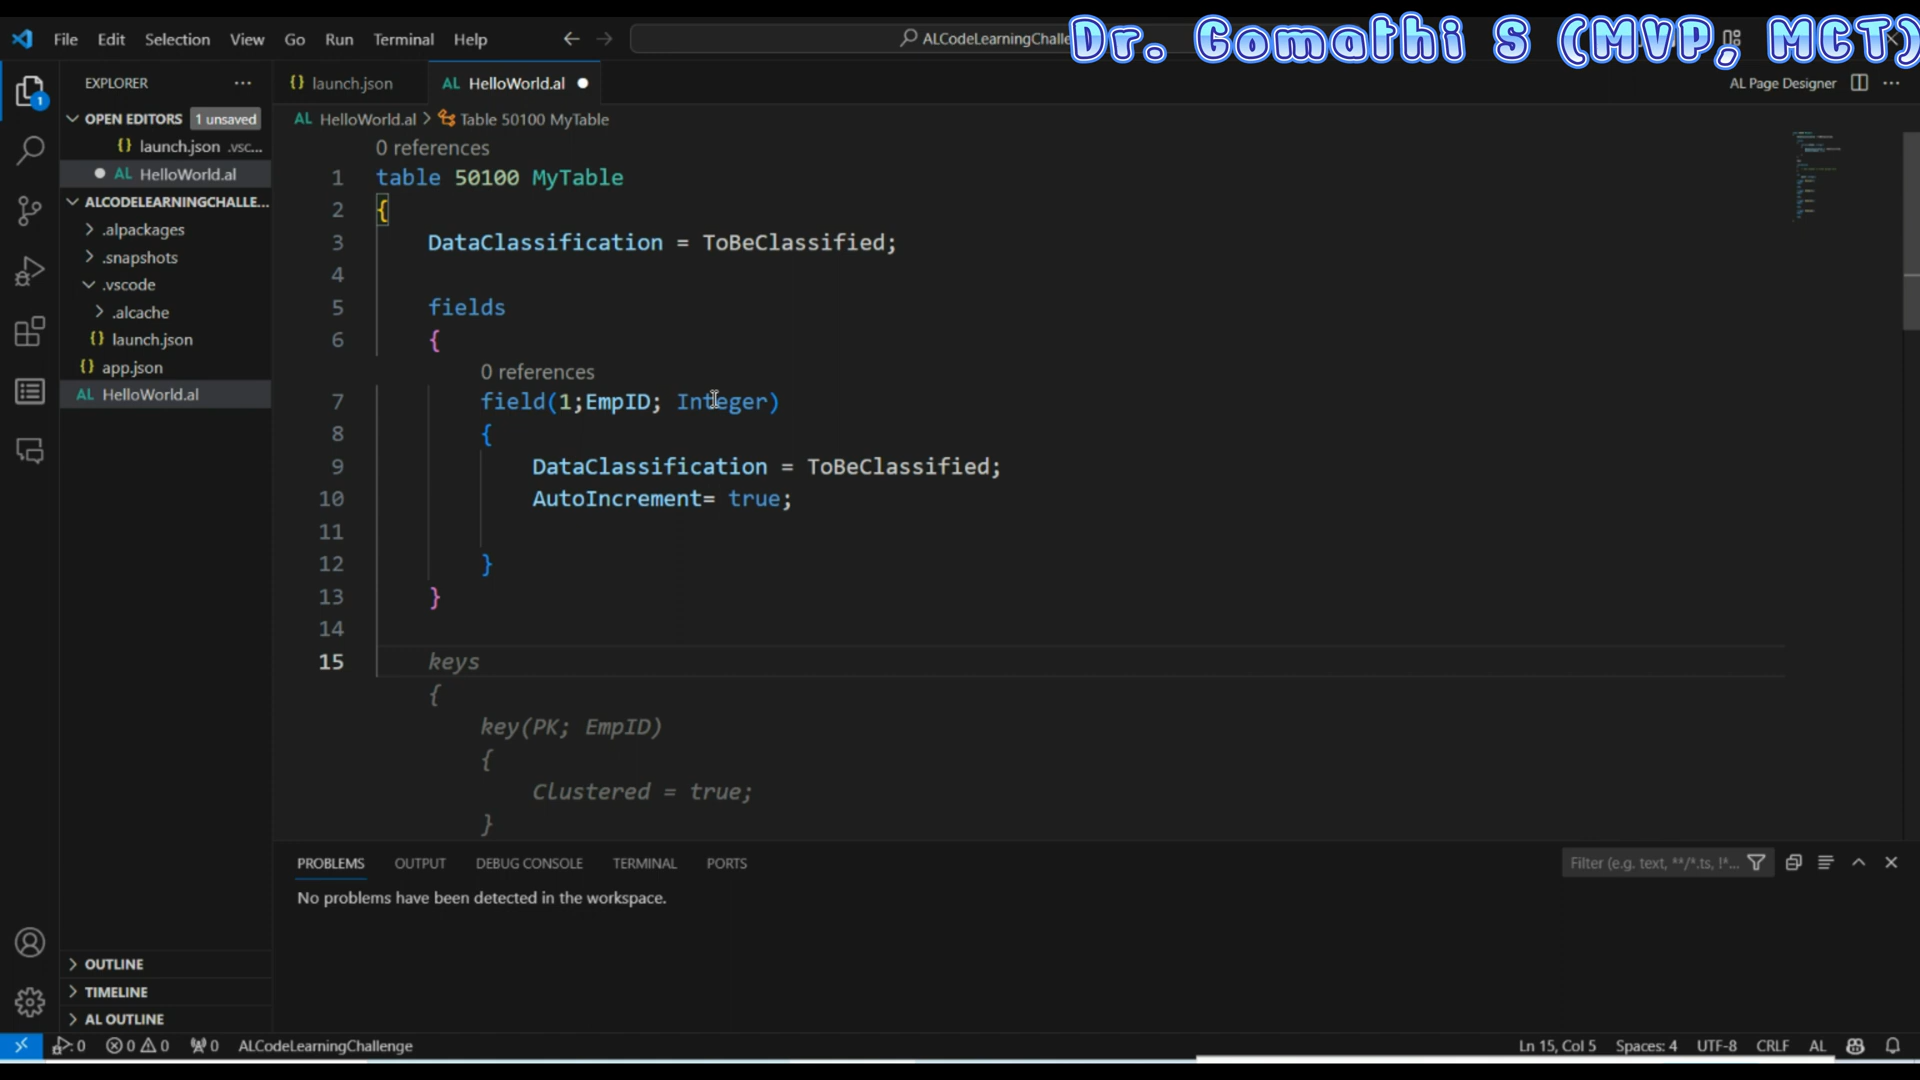 File Edit Selection View Go Run Terminal Help
ALCodeLearningChalle
Dr. Gomathi S (MVP, MCT)
EXPLORER
launch.json
AL HelloWorld.al
AL Page Designer
OPEN EDITORS 1 unsaved
{} launch.json .vsc...
AL HelloWorld.al
ALCODELEARNINGCHALLE...
.alpackages
.snapshots
.vscode
.alcache
{} launch.json
{} app.json
AL HelloWorld.al
AL HelloWorld.al > Table 50100 MyTable
0 references
1 table 50100 MyTable
2 {
3 DataClassification = ToBeClassified;
4
5 fields
6 {
0 references
7 field(1;EmpID; Integer)
8 {
9 DataClassification = ToBeClassified;
10 AutoIncrement= true;
11
12 }
13 }
14
15 keys
{
key(PK; EmpID)
{
Clustered = true;
}
PROBLEMS OUTPUT DEBUG CONSOLE TERMINAL PORTS
Filter (e.g. text, **/*.ts, !*...
No problems have been detected in the workspace.
OUTLINE
TIMELINE
AL OUTLINE
0 0 0 0 ALCodeLearningChallenge
Ln 15, Col 5 Spaces: 4 UTF-8 CRLF AL